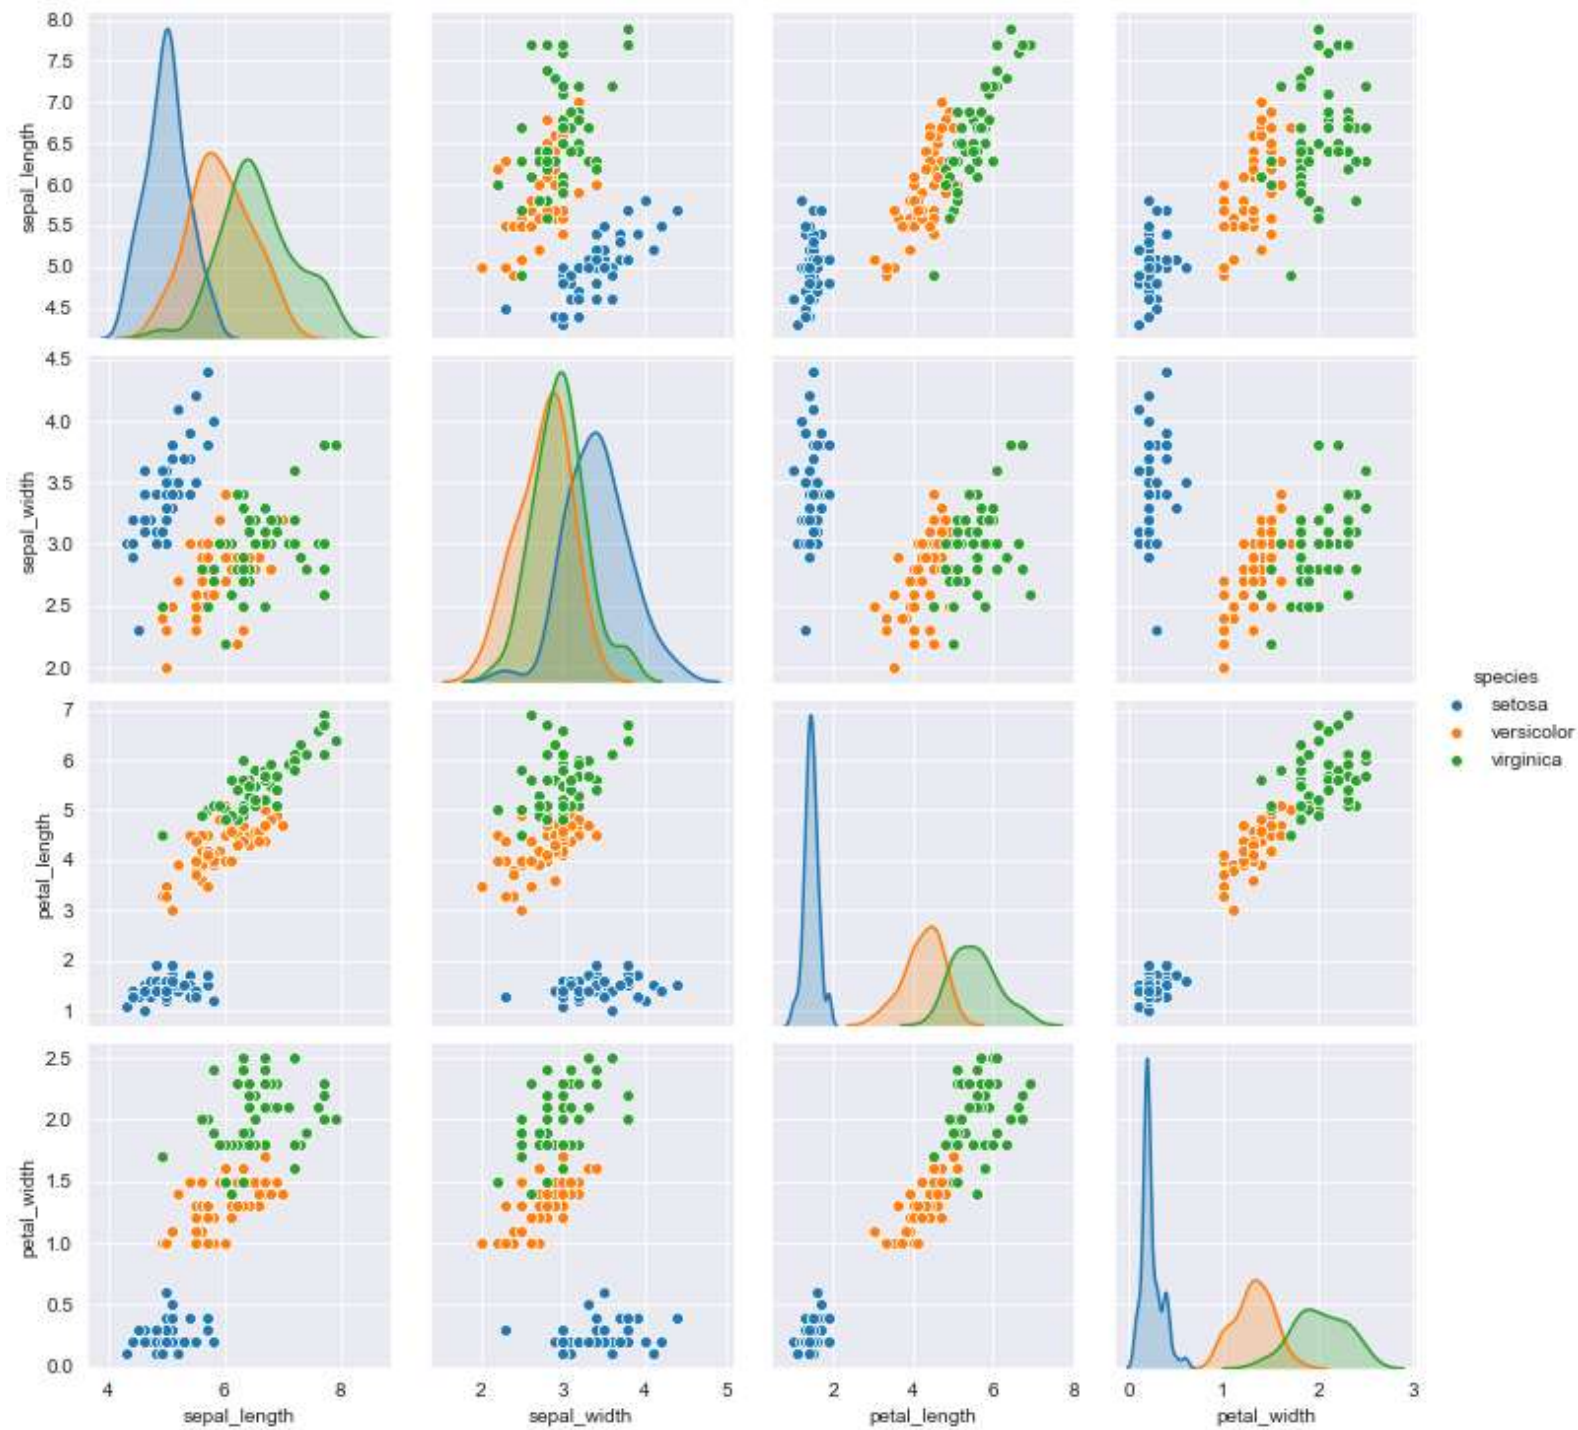 8.0
7.5
7.0
6.5
6.0
5.5
5.0
4.5
sepal_length
4.5
4.0
3.5
3.0
2.5
2.0
sepal_width
7
6
5
4
3
2
1
petal_length
2.5
2.0
1.5
1.0
0.5
0.0
petal_width
4 6 8
sepal_length
2 3 4 5
sepal_width
2 4 6 8
petal_length
0 1 2 3
petal_width
species
setosa
versicolor
virginica